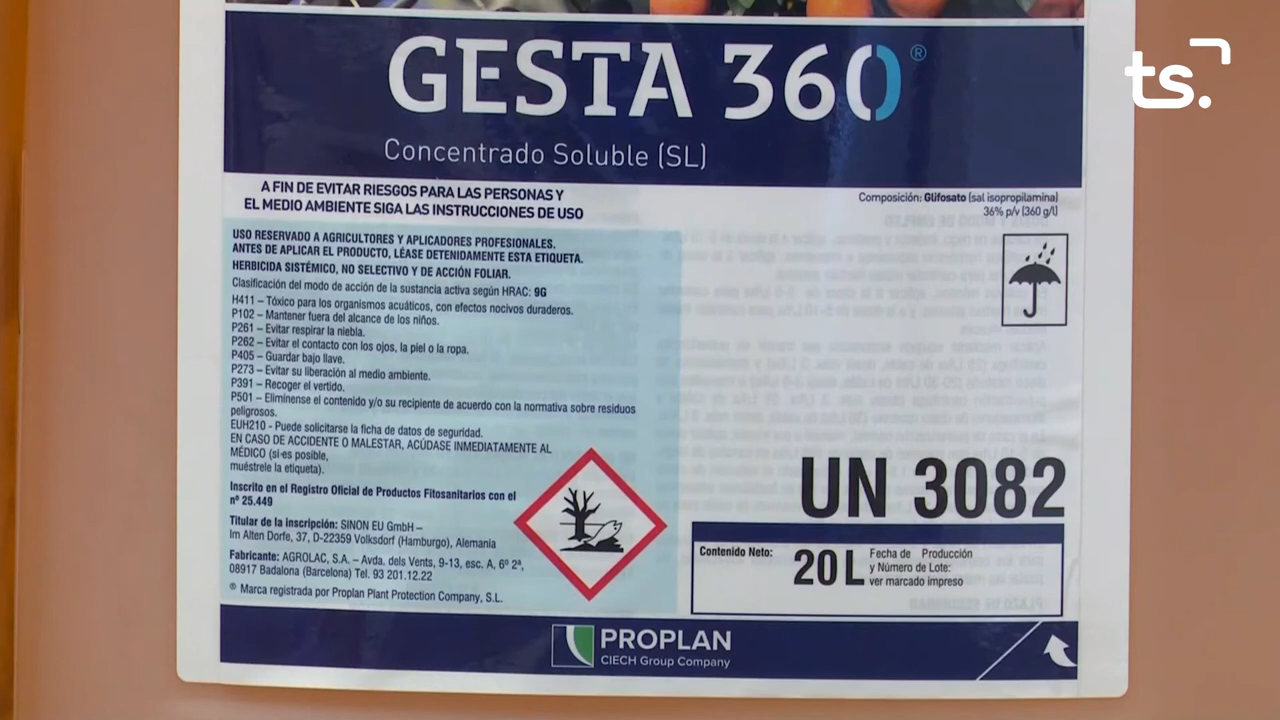 ts.
GESTA 360®
Concentrado Soluble (SL)
A FIN DE EVITAR RIESGOS PARA LAS PERSONAS Y
EL MEDIO AMBIENTE SIGA LAS INSTRUCCIONES DE USO
Composición: Glifosato (sal isopropilamina)
36% p/v (360 g/l)
USO RESERVADO A AGRICULTORES Y APLICADORES PROFESIONALES.
ANTES DE APLICAR EL PRODUCTO, LÉASE DETENIDAMENTE ESTA ETIQUETA.
HERBICIDA SISTÉMICO, NO SELECTIVO Y DE ACCIÓN FOLIAR.
Clasificación del modo de acción de la sustancia activa según HRAC: 9G
H411 – Tóxico para los organismos acuáticos, con efectos nocivos duraderos.
P102 – Mantener fuera del alcance de los niños.
P261 – Evitar respirar la niebla.
P262 – Evitar el contacto con los ojos, la piel o la ropa.
P405 – Guardar bajo llave.
P273 – Evitar su liberación al medio ambiente.
P391 – Recoger el vertido.
P501 – Elimínense el contenido y/o su recipiente de acuerdo con la normativa sobre residuos
peligrosos.
EUH210 - Puede solicitarse la ficha de datos de seguridad.
EN CASO DE ACCIDENTE O MALESTAR, ACÚDASE INMEDIATAMENTE AL
MÉDICO (si es posible,
muéstrele la etiqueta).
Inscrito en el Registro Oficial de Productos Fitosanitarios con el
nº 25.449
Titular de la inscripción: SINON EU GmbH –
Im Alten Dorfe, 37, D-22359 Volksdorf (Hamburgo), Alemania
Fabricante: AGROLAC, S.A. – Avda. dels Vents, 9-13, esc. A, 6º 2ª,
08917 Badalona (Barcelona) Tel. 93 201.12.22
® Marca registrada por Proplan Plant Protection Company, S.L.
UN 3082
Contenido Neto: 20 L
Fecha de Producción
y Número de Lote:
ver marcado impreso
PROPLAN
CIECH Group Company